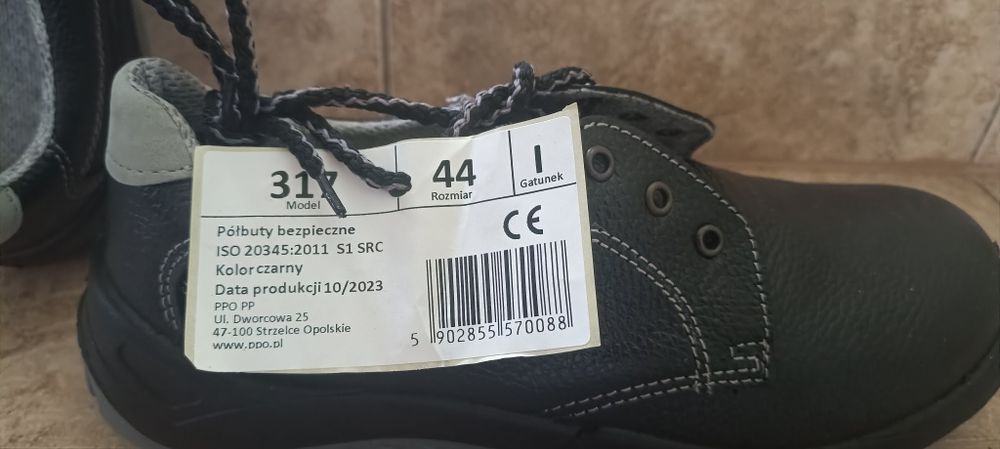 317
Model
44
Rozmiar
I
Gatunek
Półbuty bezpieczne
ISO 20345:2011 S1 SRC
Kolor czarny
Data produkcji 10/2023
PPO PP
Ul. Dworcowa 25
47-100 Strzelce Opolskie
www.ppo.pl
CE
5 902855 570088